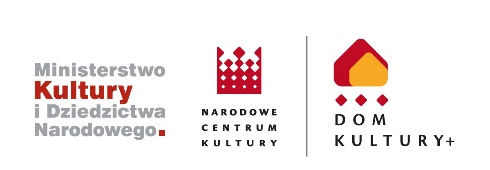 Ministerstwo
Kultury
i Dziedzictwa
Narodowego.
NARODOWE
CENTRUM
KULTURY
DOM
KULTURY+